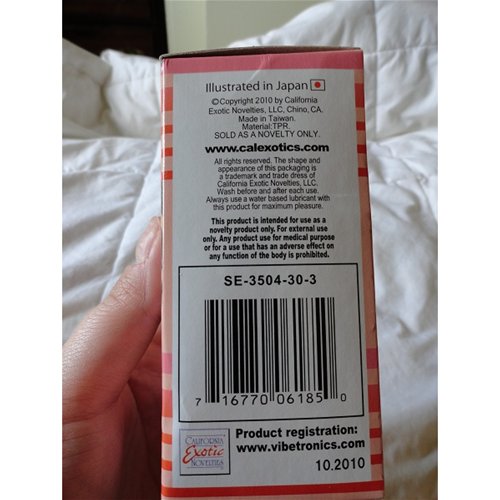 Illustrated in Japan
©Copyright 2010 by California
Exotic Novelties, LLC, Chino, CA.
Made in Taiwan.
Material:TPR.
SOLD AS A NOVELTY ONLY.
www.calexotics.com
All rights reserved. The shape and
appearance of this packaging is
a trademark and trade dress of
California Exotic Novelties, LLC.
Wash before and after each use.
Always use a water based lubricant with
this product for maximum pleasure.
This product is intended for use as a
novelty product only. For external use
only. Any product use for medical purpose
or for use that has an adverse effect on
any function of the body is prohibited.
SE-3504-30-3
7 16770 06185 0
CALIFORNIA
Exotic
NOVELTIES
Product registration:
www.vibetronics.com
10.2010